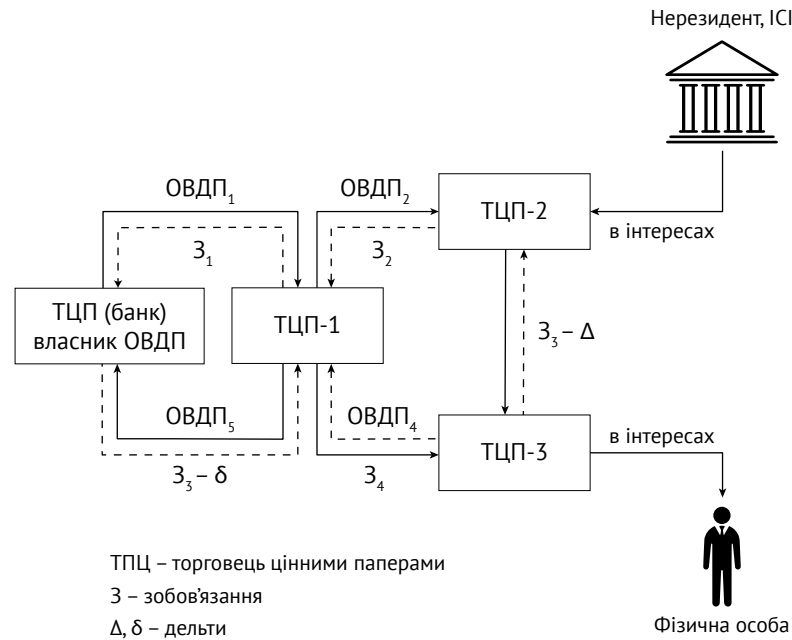 Нерезидент, ІСІ
ОВДП₁
ОВДП₂
ТЦП-2
в інтересах
З₁
З₂
ТЦП (банк)
власник ОВДП
ТЦП-1
З₃ – Δ
ОВДП₅
ОВДП₄
ТЦП-3
в інтересах
З₃ – δ
З₄
ТПЦ – торговець цінними паперами
З – зобов'язання
Δ, δ – дельти
Фізична особа